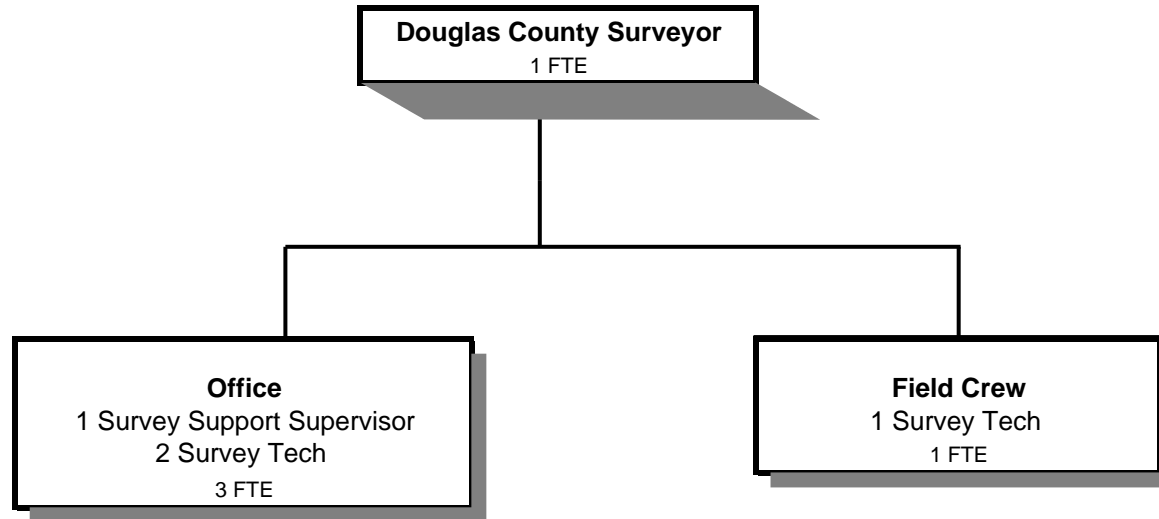 Douglas County Surveyor
1 FTE
Office
1 Survey Support Supervisor
2 Survey Tech
3 FTE
Field Crew
1 Survey Tech
1 FTE